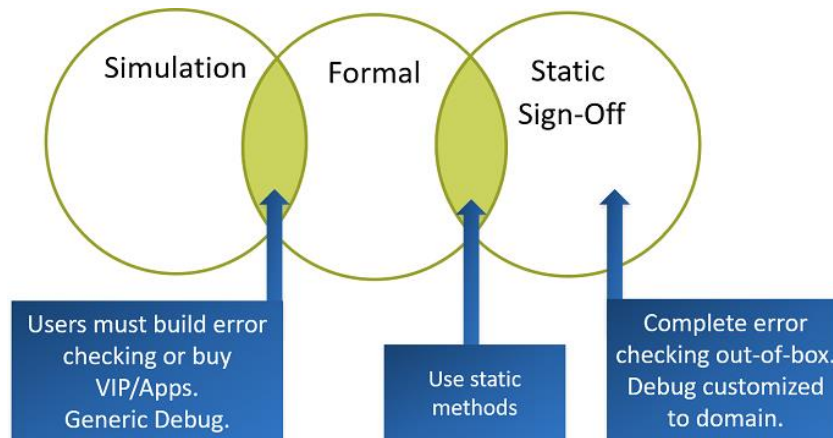 Simulation
Formal
Static
Sign-Off
Users must build error
checking or buy
VIP/Apps.
Generic Debug.
Use static
methods
Complete error
checking out-of-box.
Debug customized
to domain.